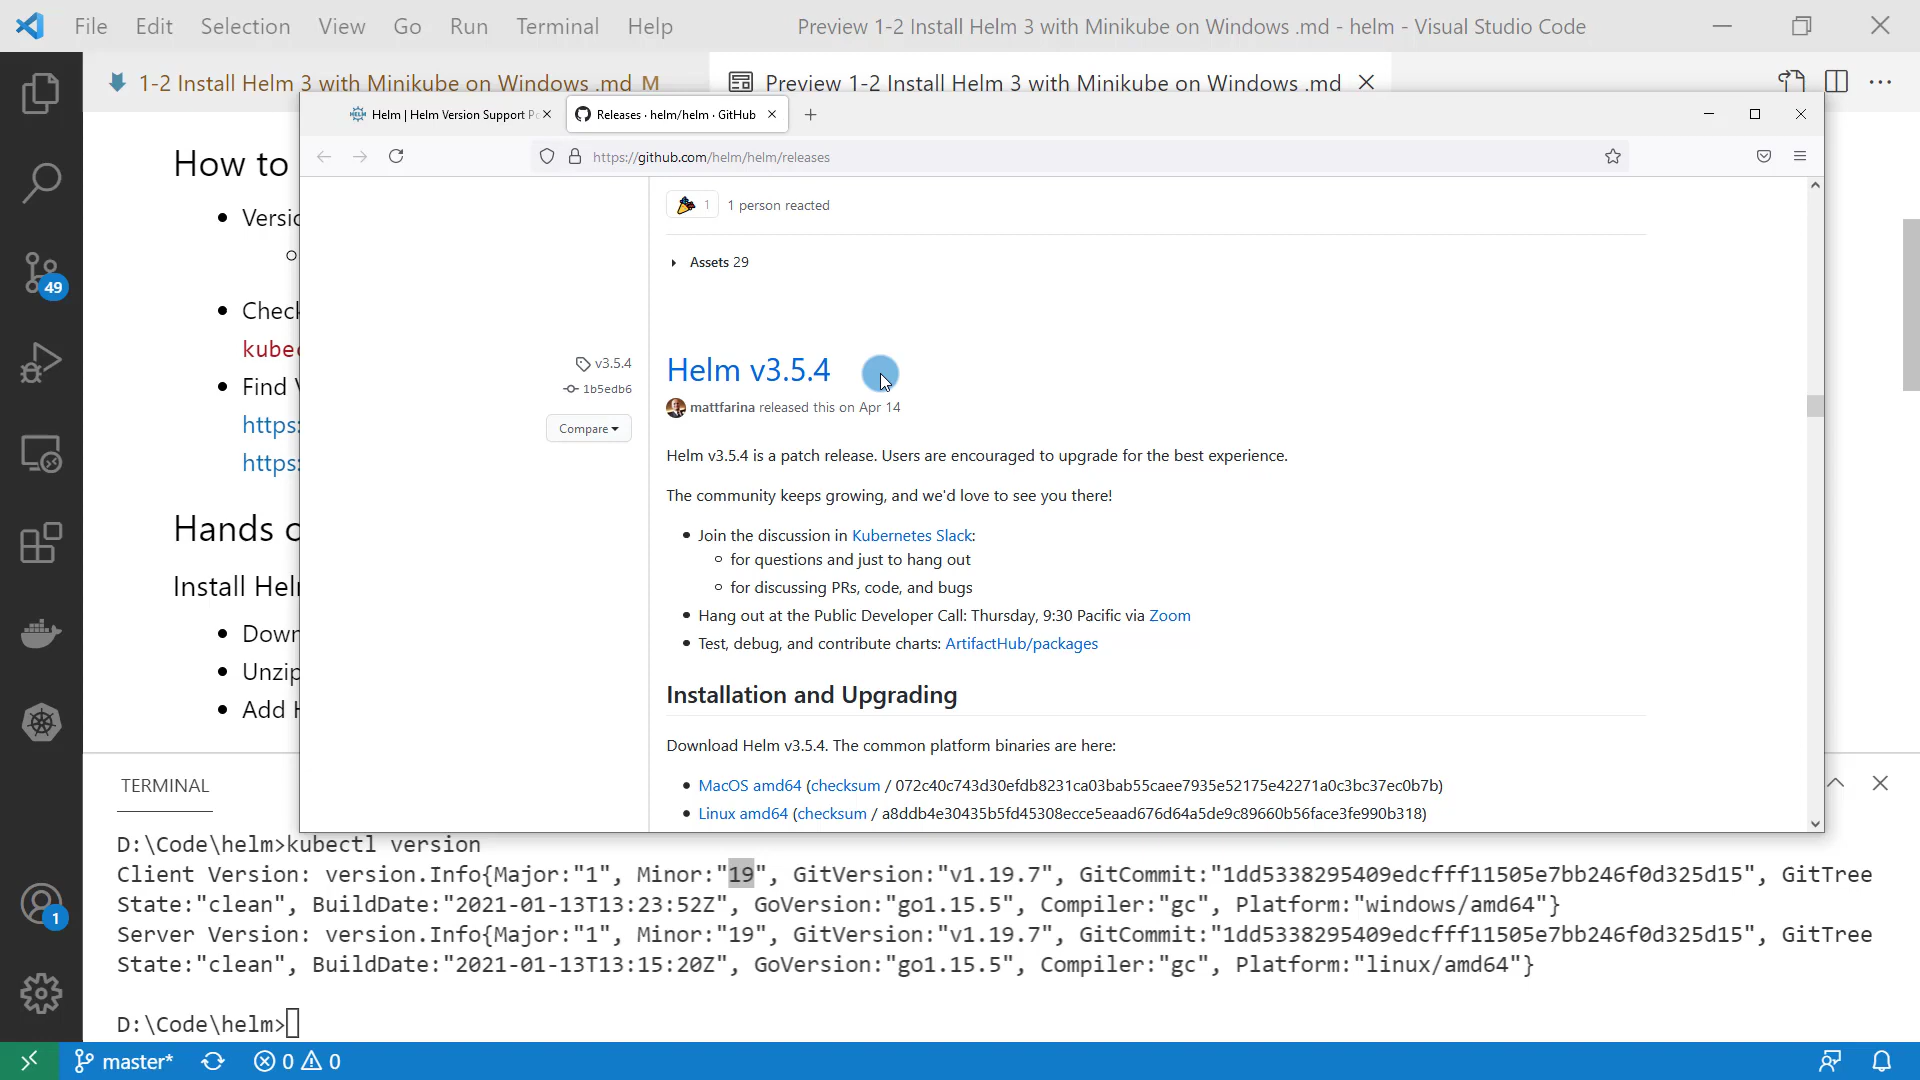 File Edit Selection View Go Run Terminal Help Preview 1-2 Install Helm 3 with Minikube on Windows .md - helm - Visual Studio Code
1-2 Install Helm 3 with Minikube on Windows .md M
Preview 1-2 Install Helm 3 with Minikube on Windows .md
HELM Helm | Helm Version Support Po
Releases · helm/helm · GitHub
https://github.com/helm/helm/releases
How to
Versio
Check
kubec
Find V
https:
https:
Hands o
Install Hel
Down
Unzip
Add H
49
1
1 1 person reacted
Assets 29
v3.5.4
1b5edb6
Compare
Helm v3.5.4
mattfarina released this on Apr 14
Helm v3.5.4 is a patch release. Users are encouraged to upgrade for the best experience.
The community keeps growing, and we'd love to see you there!
Join the discussion in Kubernetes Slack:
for questions and just to hang out
for discussing PRs, code, and bugs
Hang out at the Public Developer Call: Thursday, 9:30 Pacific via Zoom
Test, debug, and contribute charts: ArtifactHub/packages
Installation and Upgrading
Download Helm v3.5.4. The common platform binaries are here:
MacOS amd64 (checksum / 072c40c743d30efdb8231ca03bab55caee7935e52175e42271a0c3bc37ec0b7b)
Linux amd64 (checksum / a8ddb4e30435b5fd45308ecce5eaad676d64a5de9c89660b56face3fe990b318)
TERMINAL
D:\Code\helm>kubectl version
Client Version: version.Info{Major:"1", Minor:"19", GitVersion:"v1.19.7", GitCommit:"1dd5338295409edcfff11505e7bb246f0d325d15", GitTree
State:"clean", BuildDate:"2021-01-13T13:23:52Z", GoVersion:"go1.15.5", Compiler:"gc", Platform:"windows/amd64"}
Server Version: version.Info{Major:"1", Minor:"19", GitVersion:"v1.19.7", GitCommit:"1dd5338295409edcfff11505e7bb246f0d325d15", GitTree
State:"clean", BuildDate:"2021-01-13T13:15:20Z", GoVersion:"go1.15.5", Compiler:"gc", Platform:"linux/amd64"}
D:\Code\helm>
master* 0 0